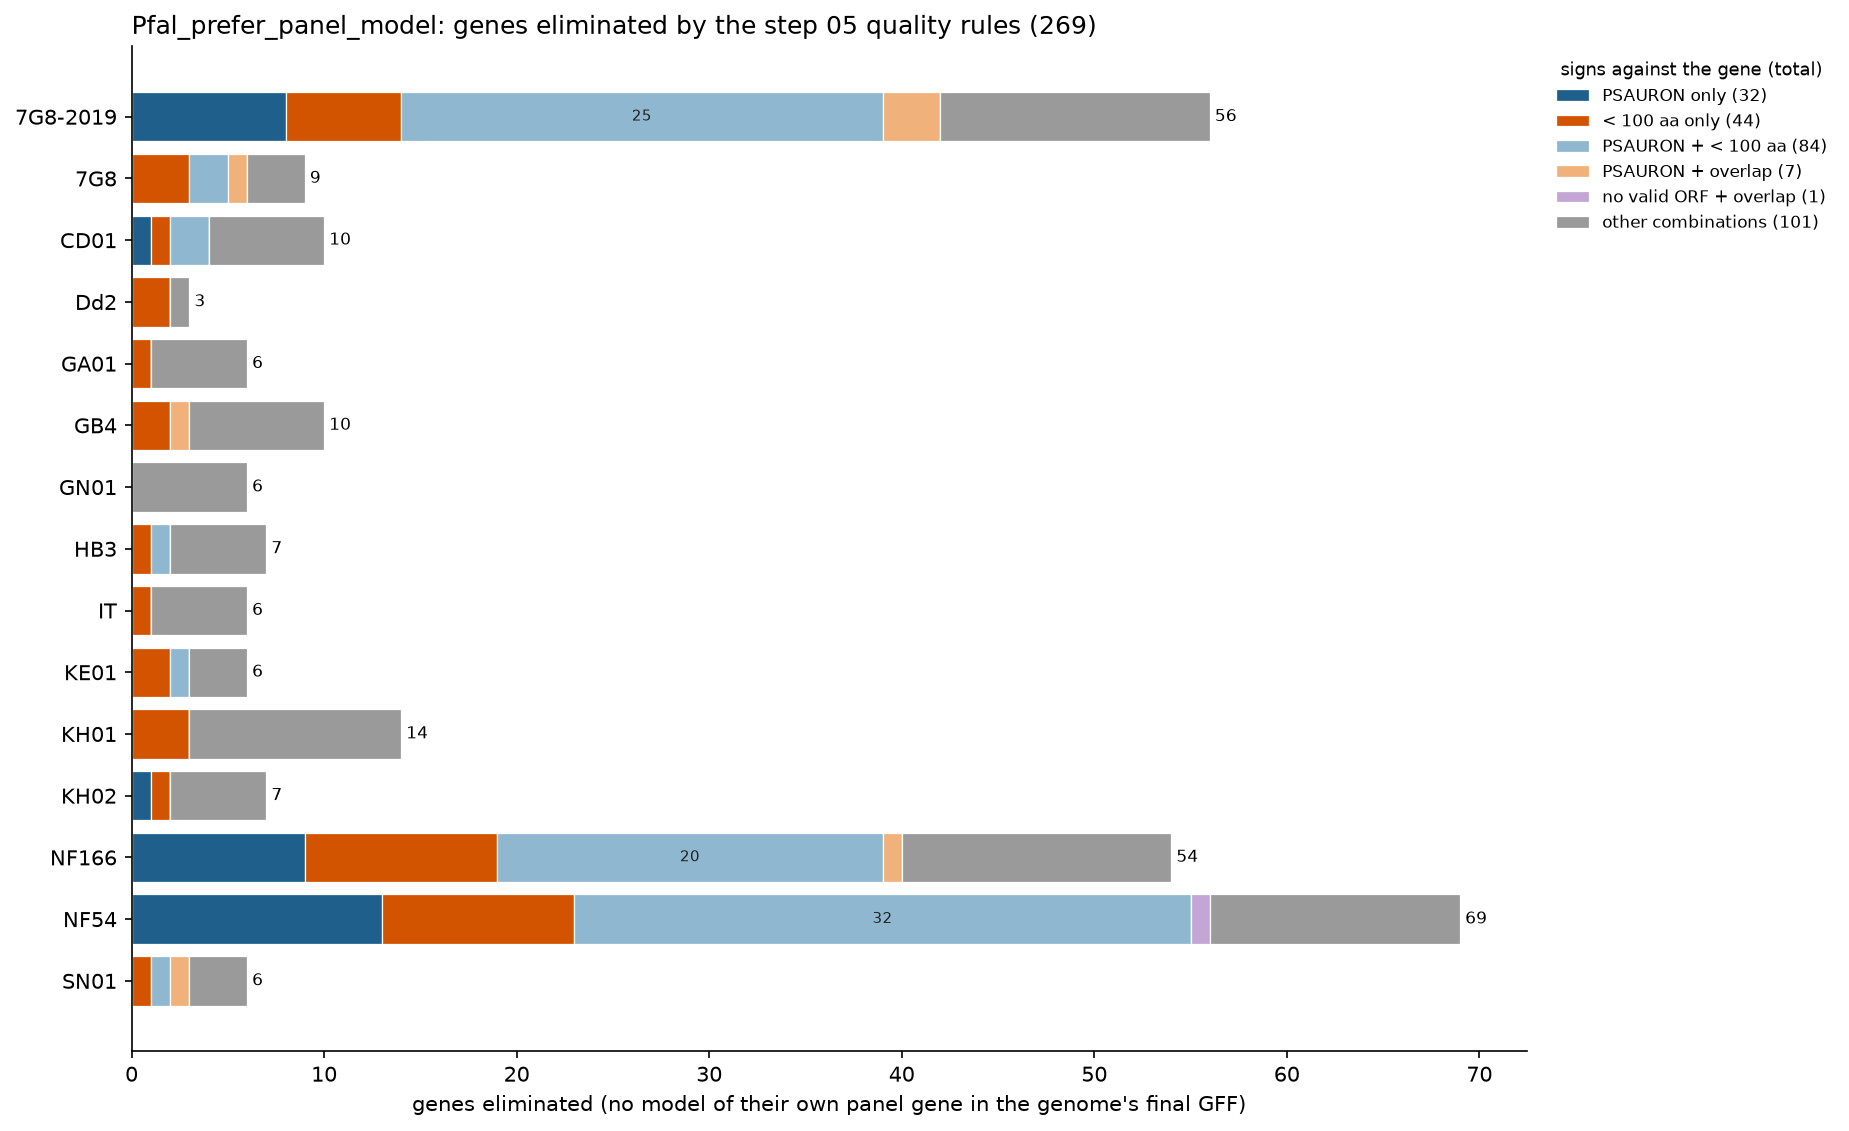 Pfal_prefer_panel_model: genes eliminated by the step 05 quality rules (269)
signs against the gene (total)
PSAURON only (32)
< 100 aa only (44)
PSAURON + < 100 aa (84)
PSAURON + overlap (7)
no valid ORF + overlap (1)
other combinations (101)
7G8-2019 25 56
7G8 9
CD01 10
Dd2 3
GA01 6
GB4 10
GN01 6
HB3 7
IT 6
KE01 6
KH01 14
KH02 7
NF166 20 54
NF54 32 69
SN01 6
0 10 20 30 40 50 60 70
genes eliminated (no model of their own panel gene in the genome's final GFF)